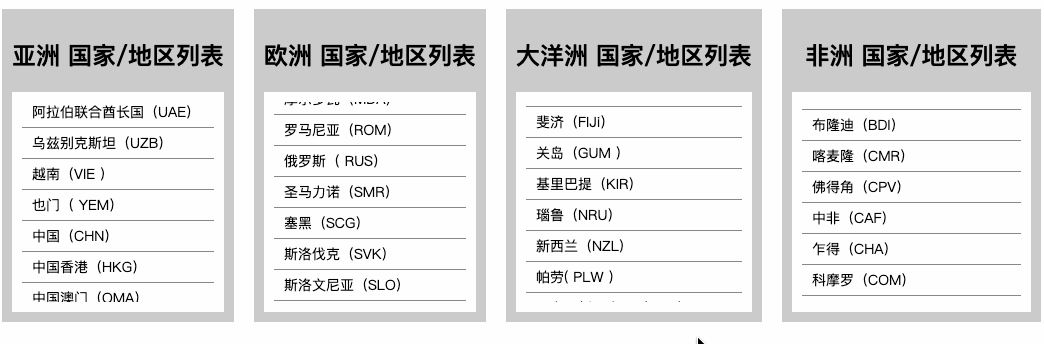 亚洲 国家/地区列表
阿拉伯联合酋长国（UAE）
乌兹别克斯坦（UZB）
越南（VIE ）
也门（ YEM）
中国（CHN）
中国香港（HKG）
中国澳门（OMA）
欧洲 国家/地区列表
罗马尼亚（ROM）
俄罗斯（ RUS）
圣马力诺（SMR）
塞黑（SCG）
斯洛伐克（SVK）
斯洛文尼亚（SLO）
大洋洲 国家/地区列表
斐济（FIJi）
关岛（GUM ）
基里巴提（KIR）
瑙鲁（NRU）
新西兰（NZL）
帕劳( PLW ）
非洲 国家/地区列表
布隆迪（BDI）
喀麦隆（CMR）
佛得角（CPV）
中非（CAF）
乍得（CHA）
科摩罗（COM）